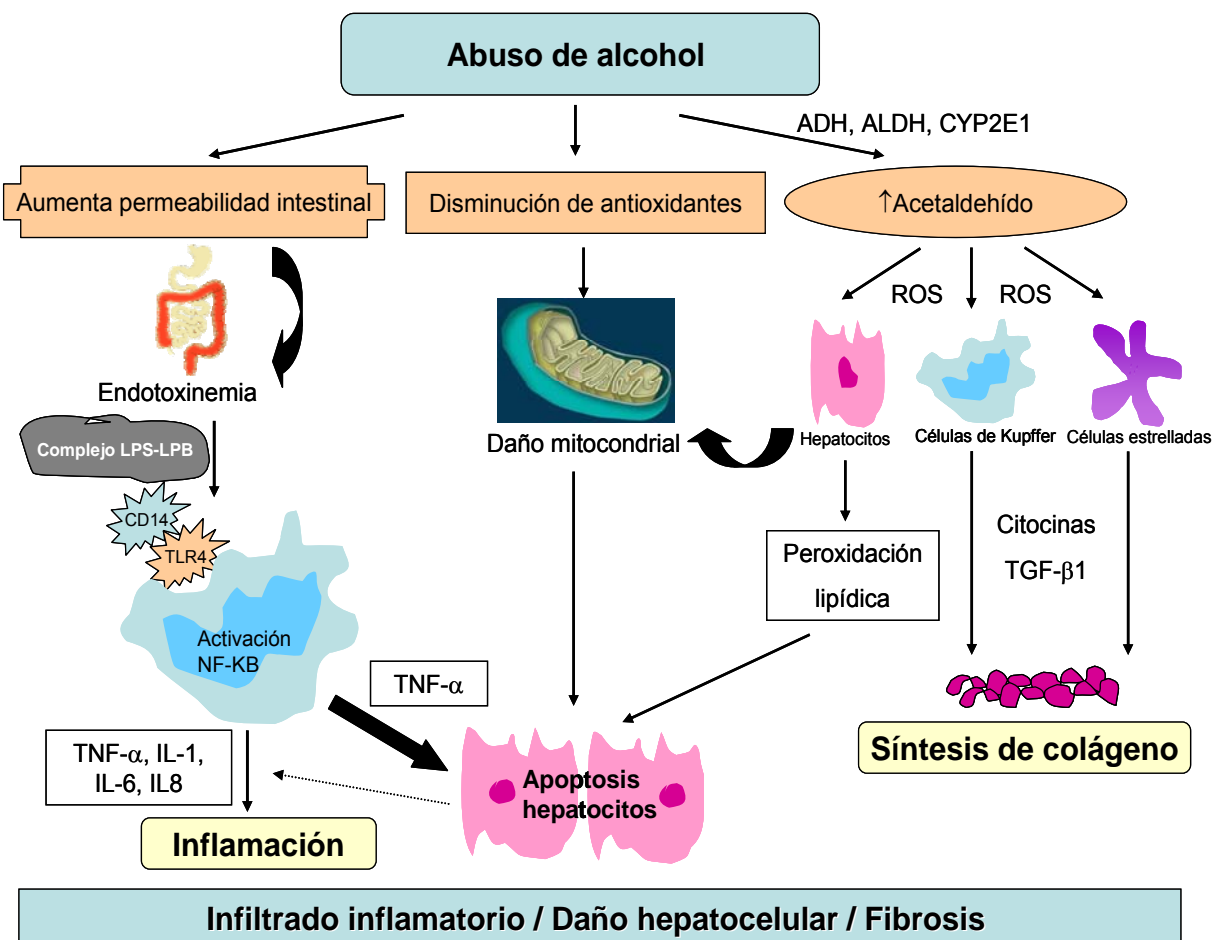 Abuso de alcohol
ADH, ALDH, CYP2E1
Aumenta permeabilidad intestinal
Disminución de antioxidantes
↑Acetaldehído
ROS
ROS
Endotoxinemia
Complejo LPS-LPB
CD14
TLR4
Activación
NF-KB
Daño mitocondrial
Hepatocitos
Células de Kupffer
Células estrelladas
Peroxidación
lipídica
Citocinas
TGF-β1
TNF-α
TNF-α, IL-1,
IL-6, IL8
Apoptosis
hepatocitos
Síntesis de colágeno
Inflamación
Infiltrado inflamatorio / Daño hepatocelular / Fibrosis